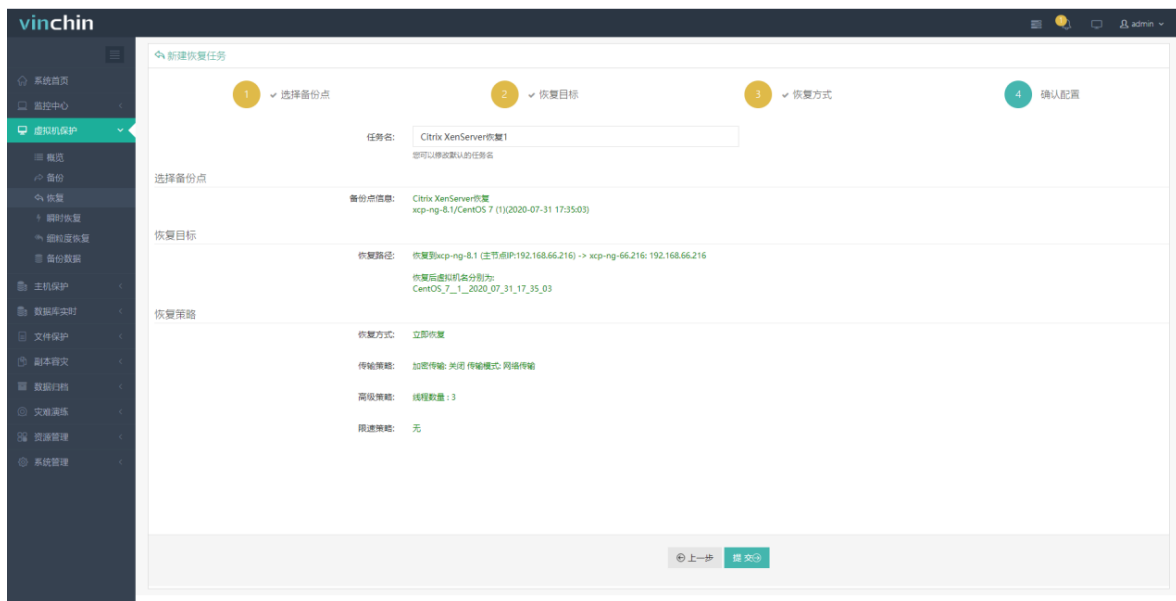 vinchin
1
admin
系统首页
监控中心
虚拟机保护
概览
备份
恢复
瞬时恢复
细粒度恢复
备份数据
主机保护
数据库实时
文件保护
副本容灾
数据归档
灾难演练
资源管理
系统管理
新建恢复任务
1 选择备份点
2 恢复目标
3 恢复方式
4 确认配置
任务名: Citrix XenServer恢复1
您可以修改默认的任务名
选择备份点
备份点信息: Citrix XenServer恢复
xcp-ng-8.1/CentOS 7 (1)(2020-07-31 17:35:03)
恢复目标
恢复路径: 恢复到xcp-ng-8.1 (主节点IP:192.168.66.216) -> xcp-ng-66.216: 192.168.66.216
恢复后虚拟机名分别为:
CentOS_7__1__2020_07_31_17_35_03
恢复策略
恢复方式: 立即恢复
传输策略: 加密传输: 关闭 传输模式: 网络传输
高级策略: 线程数量 : 3
限速策略: 无
上一步 提 交